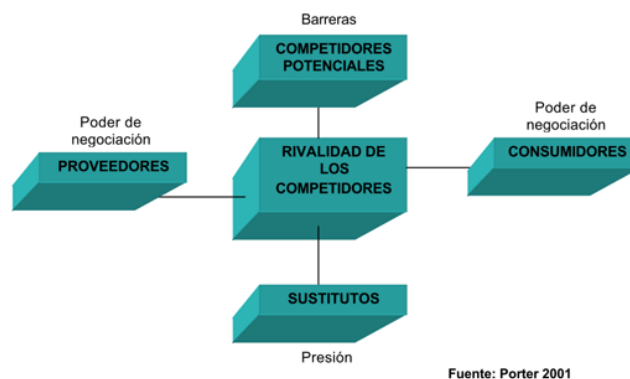 Barreras
COMPETIDORES
POTENCIALES
Poder de
negociación
PROVEEDORES
RIVALIDAD DE
LOS
COMPETIDORES
Poder de
negociación
CONSUMIDORES
SUSTITUTOS
Presión
Fuente: Porter 2001